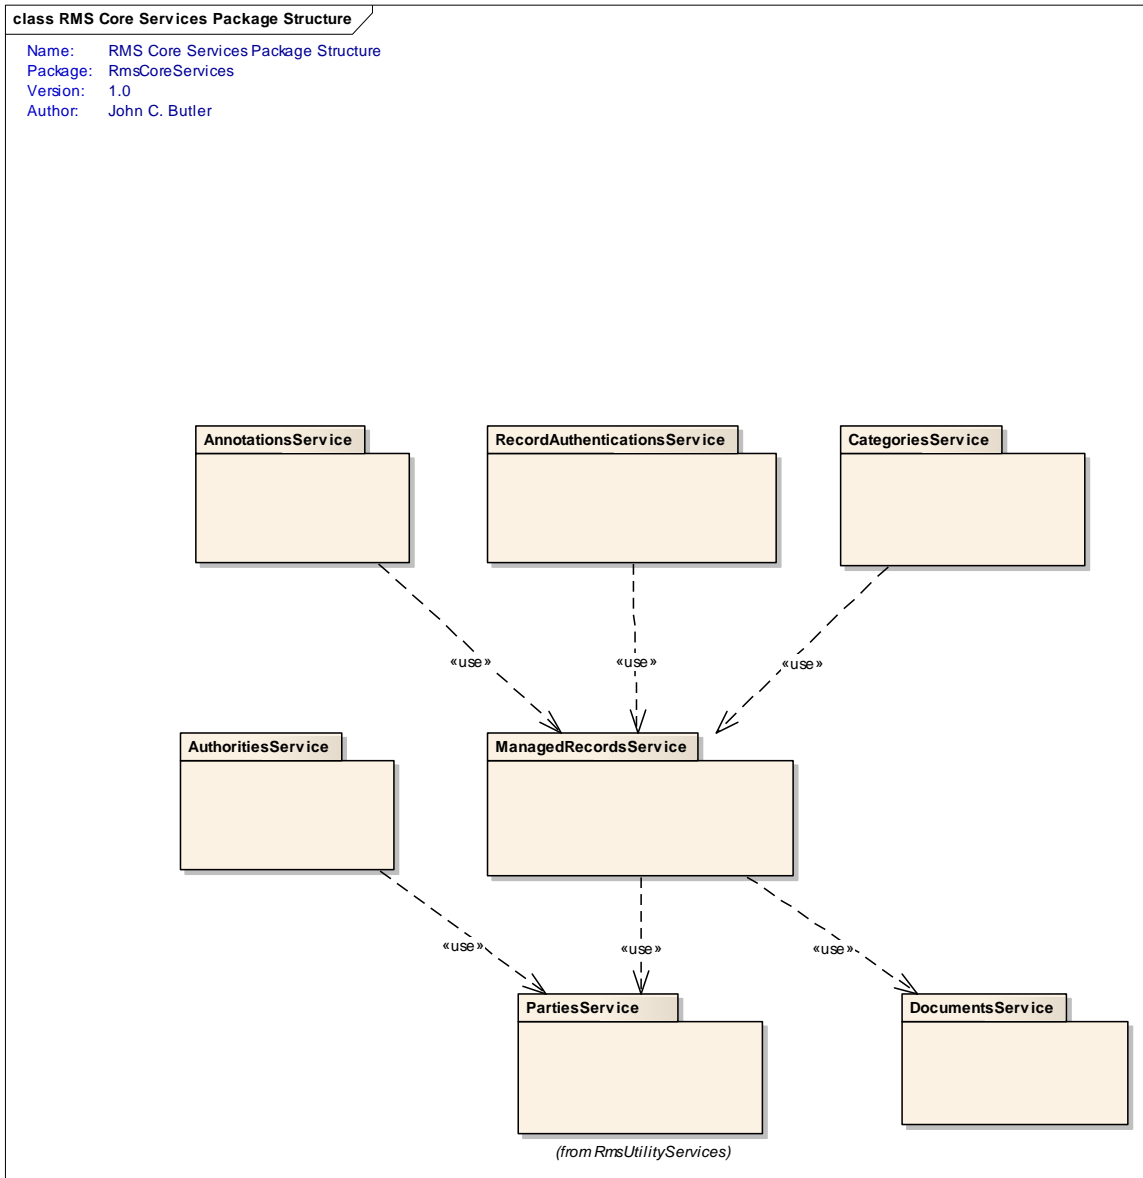 class RMS Core Services Package Structure
Name: RMS Core Services Package Structure
Package: RmsCoreServices
Version: 1.0
Author: John C. Butler
AnnotationsService
RecordAuthenticationsService
CategoriesService
«use»
«use»
«use»
AuthoritiesService
ManagedRecordsService
«use»
«use»
«use»
PartiesService
DocumentsService
(from RmsUtilityServices)